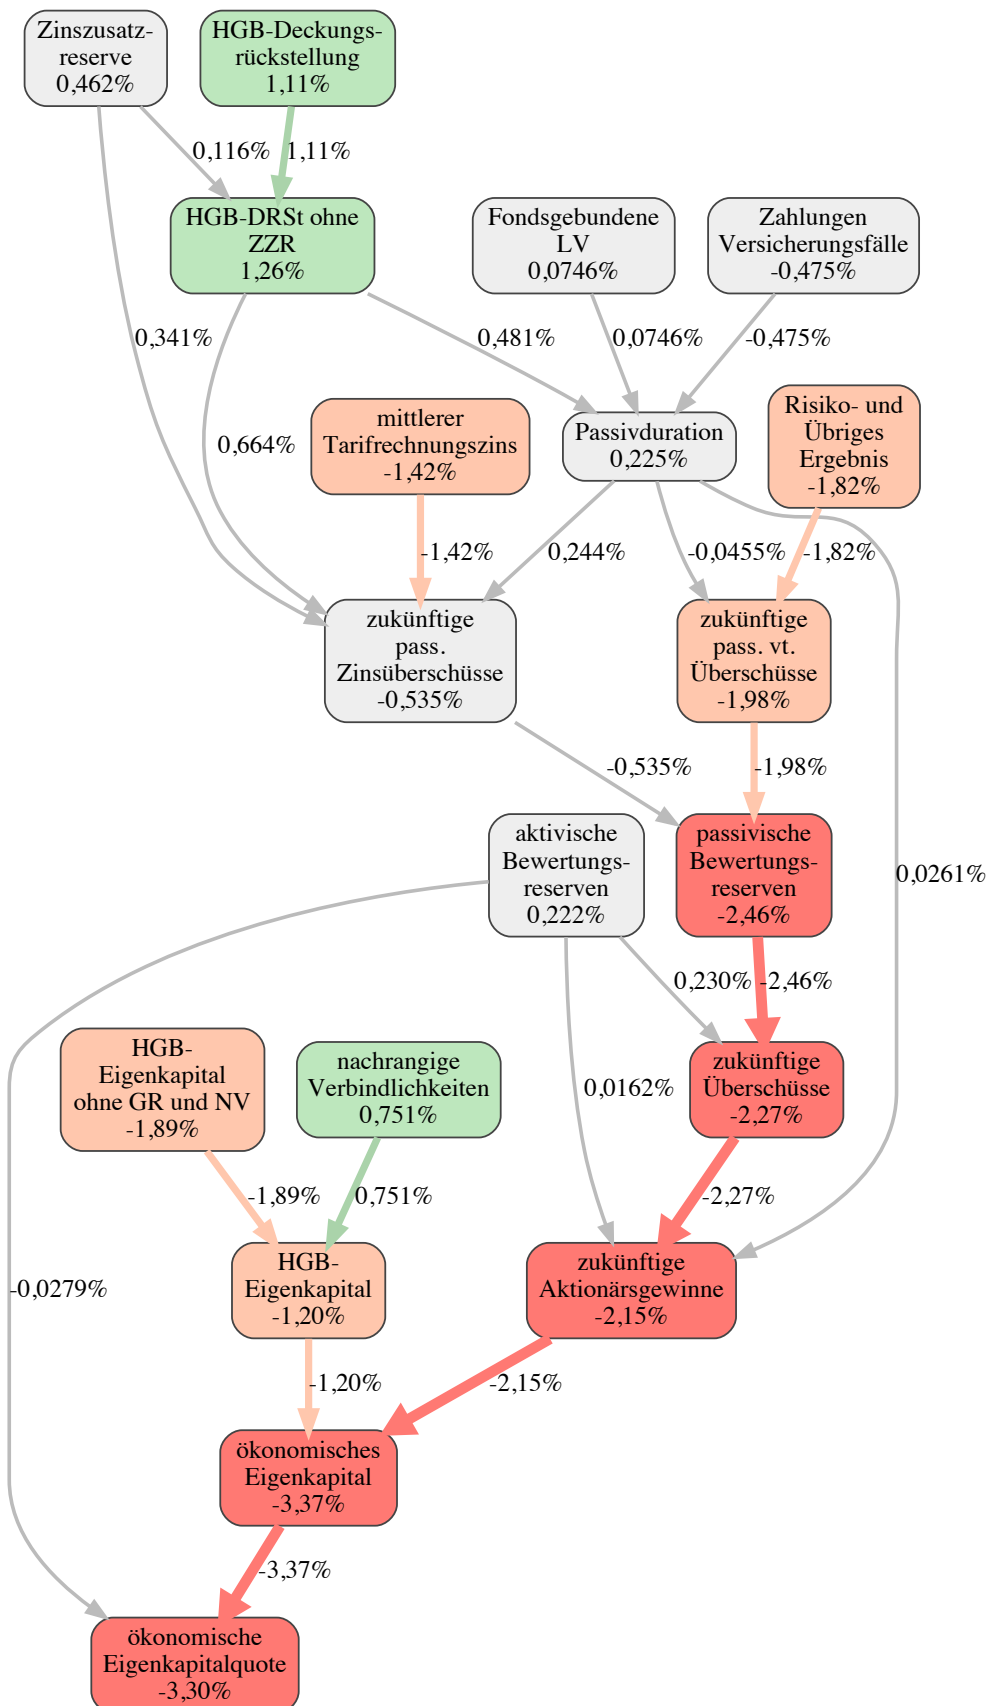 Zinszusatz-
reserve
0,462%
HGB-Deckungs-
rückstellung
1,11%
0,116%
1,11%
HGB-DRSt ohne
ZZR
1,26%
Fondsgebundene
LV
0,0746%
Zahlungen
Versicherungsfälle
-0,475%
0,341%
0,481%
0,0746%
-0,475%
0,664%
mittlerer
Tarifrechnungszins
-1,42%
Passivduration
0,225%
Risiko- und
Übriges
Ergebnis
-1,82%
-1,42%
0,244%
-0,0455%
-1,82%
zukünftige
pass.
Zinsüberschüsse
-0,535%
zukünftige
pass. vt.
Überschüsse
-1,98%
-0,535%
-1,98%
aktivische
Bewertungs-
reserven
0,222%
passivische
Bewertungs-
reserven
-2,46%
0,0261%
0,230%
-2,46%
HGB-
Eigenkapital
ohne GR und NV
-1,89%
nachrangige
Verbindlichkeiten
0,751%
0,0162%
zukünftige
Überschüsse
-2,27%
-1,89%
0,751%
-2,27%
-0,0279%
HGB-
Eigenkapital
-1,20%
zukünftige
Aktionärsgewinne
-2,15%
-1,20%
-2,15%
ökonomisches
Eigenkapital
-3,37%
-3,37%
ökonomische
Eigenkapitalquote
-3,30%